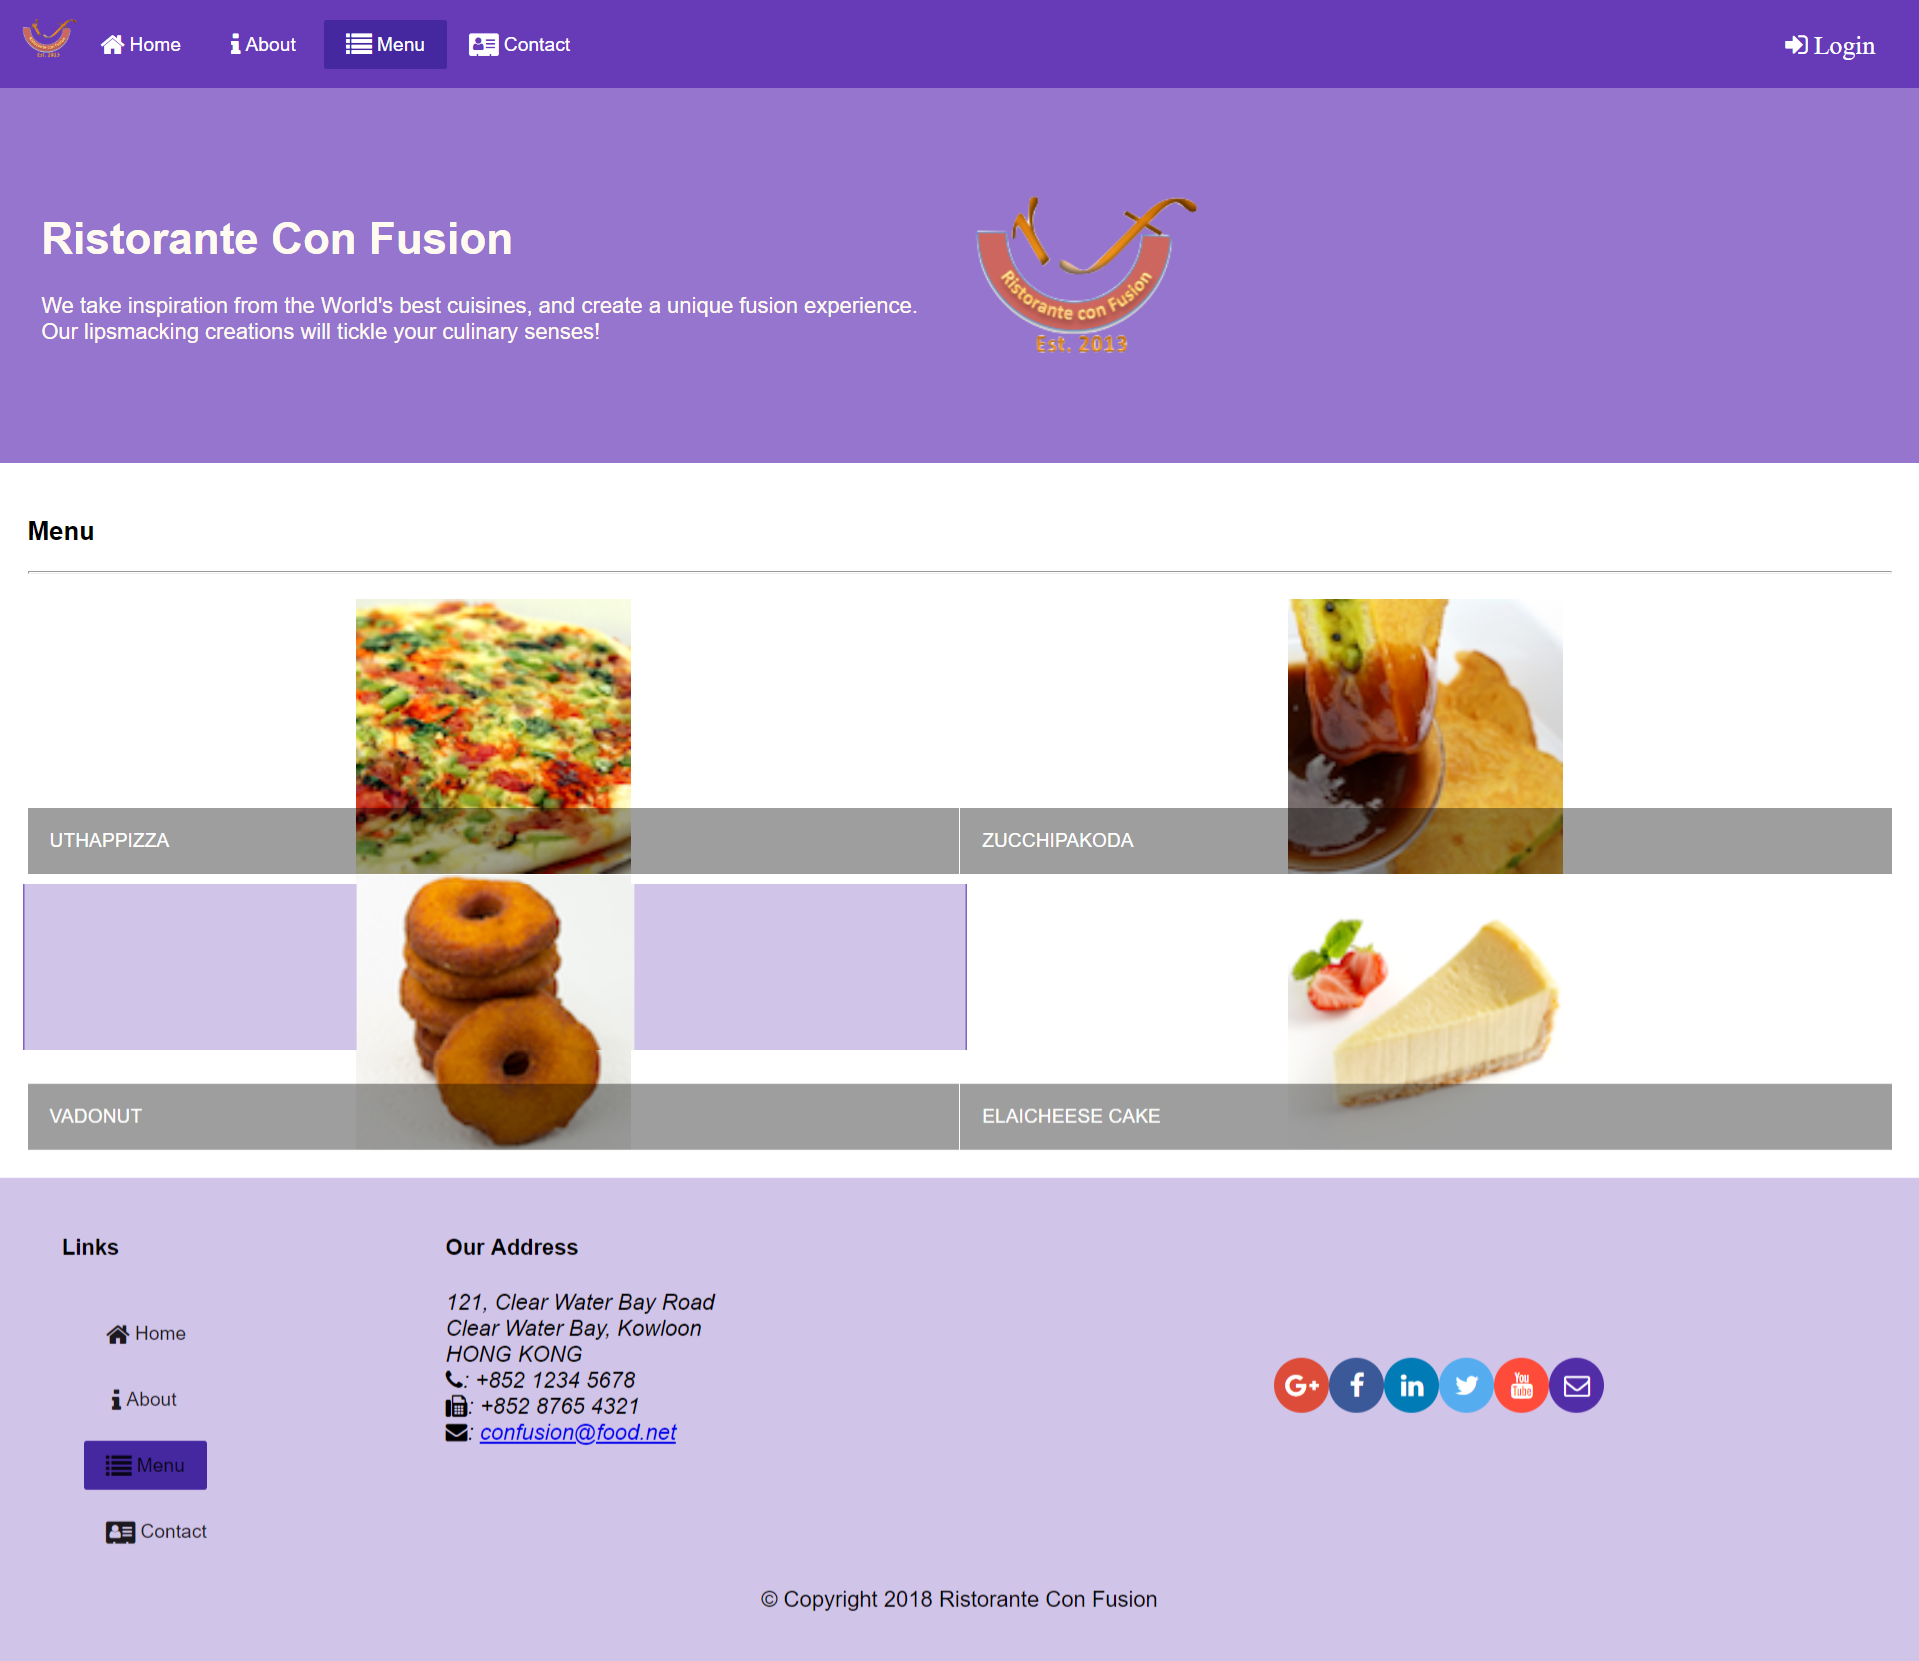 Home
About
Menu
Contact
Login
Ristorante Con Fusion
We take inspiration from the World's best cuisines, and create a unique fusion experience.
Our lipsmacking creations will tickle your culinary senses!
Ristorante con Fusion
Est. 2013
Menu
UTHAPPIZZA
ZUCCHIPAKODA
VADONUT
ELAICHEESE CAKE
Links
Home
About
Menu
Contact
Our Address
121, Clear Water Bay Road
Clear Water Bay, Kowloon
HONG KONG
: +852 1234 5678
: +852 8765 4321
: confusion@food.net
G+
f
in
You
Tube
© Copyright 2018 Ristorante Con Fusion